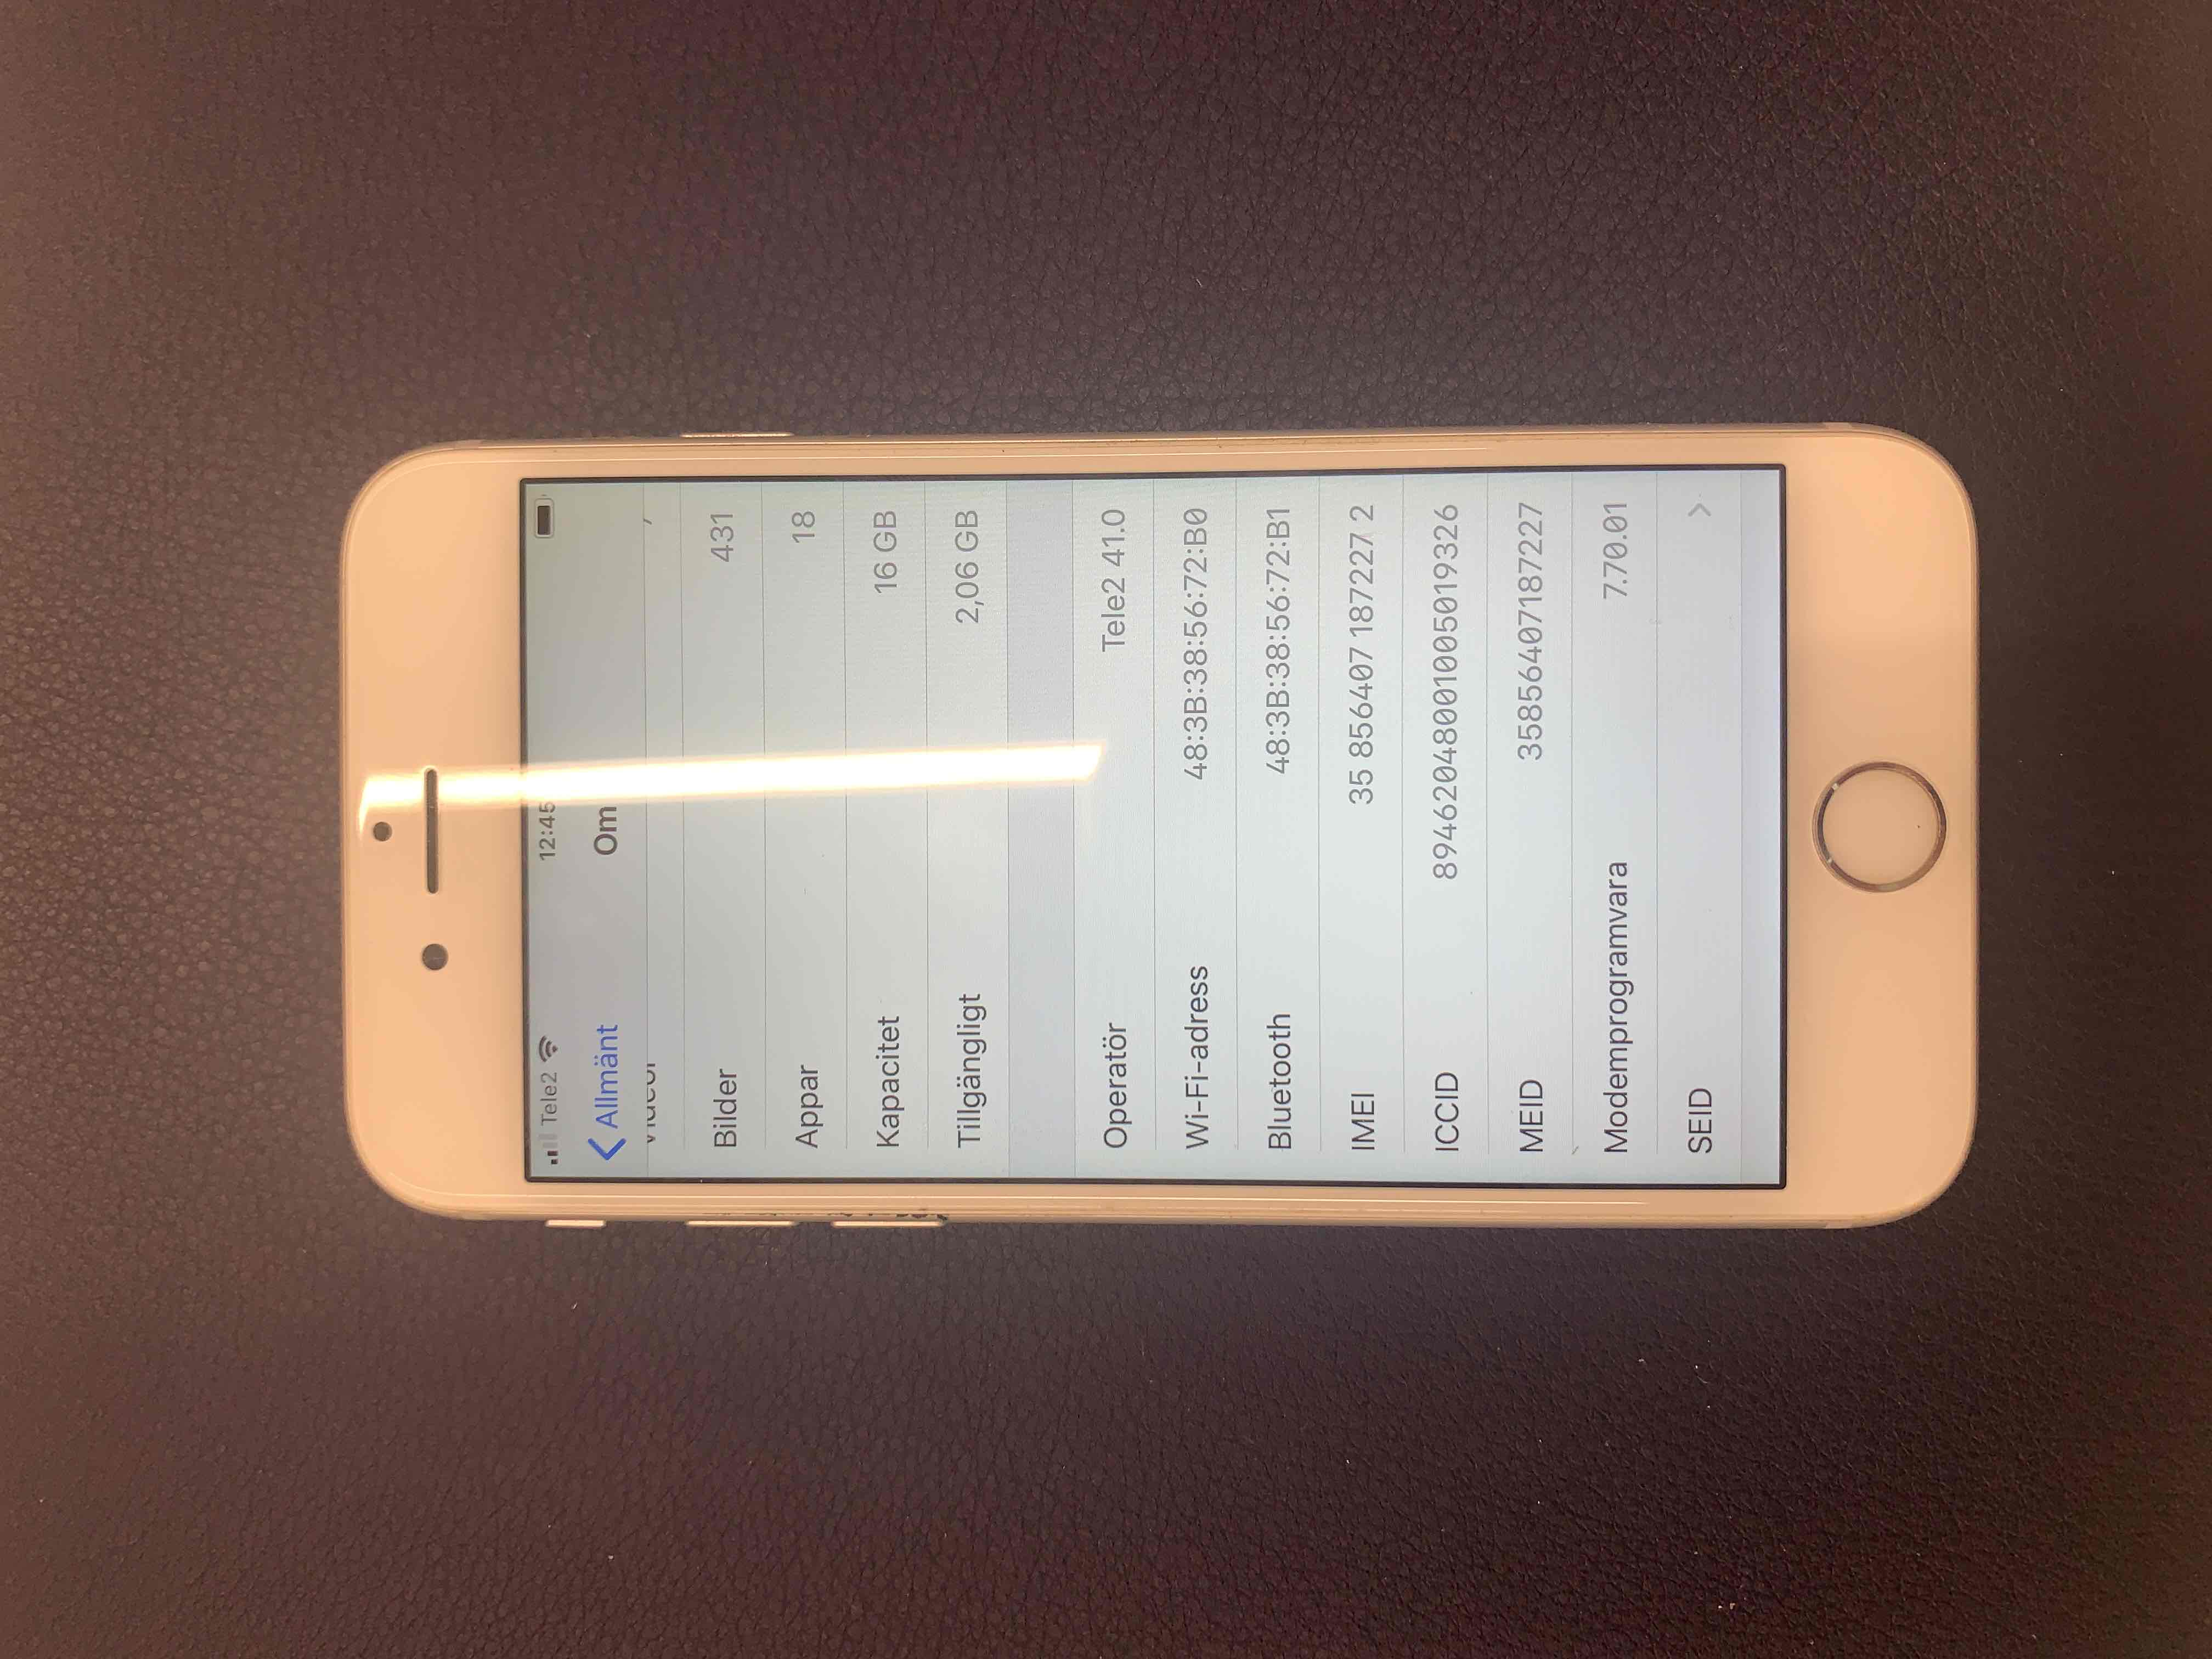 Tele2 12:45
Allmänt Om
Videor 7
Bilder 431
Appar 18
Kapacitet 16 GB
Tillgängligt 2,06 GB
Operatör Tele2 41.0
Wi-Fi-adress 48:3B:38:56:72:B0
Bluetooth 48:3B:38:56:72:B1
IMEI 35 856407 187227 2
ICCID 89462048001005019326
MEID 35856407187227
Modemprogramvara 7.70.01
SEID